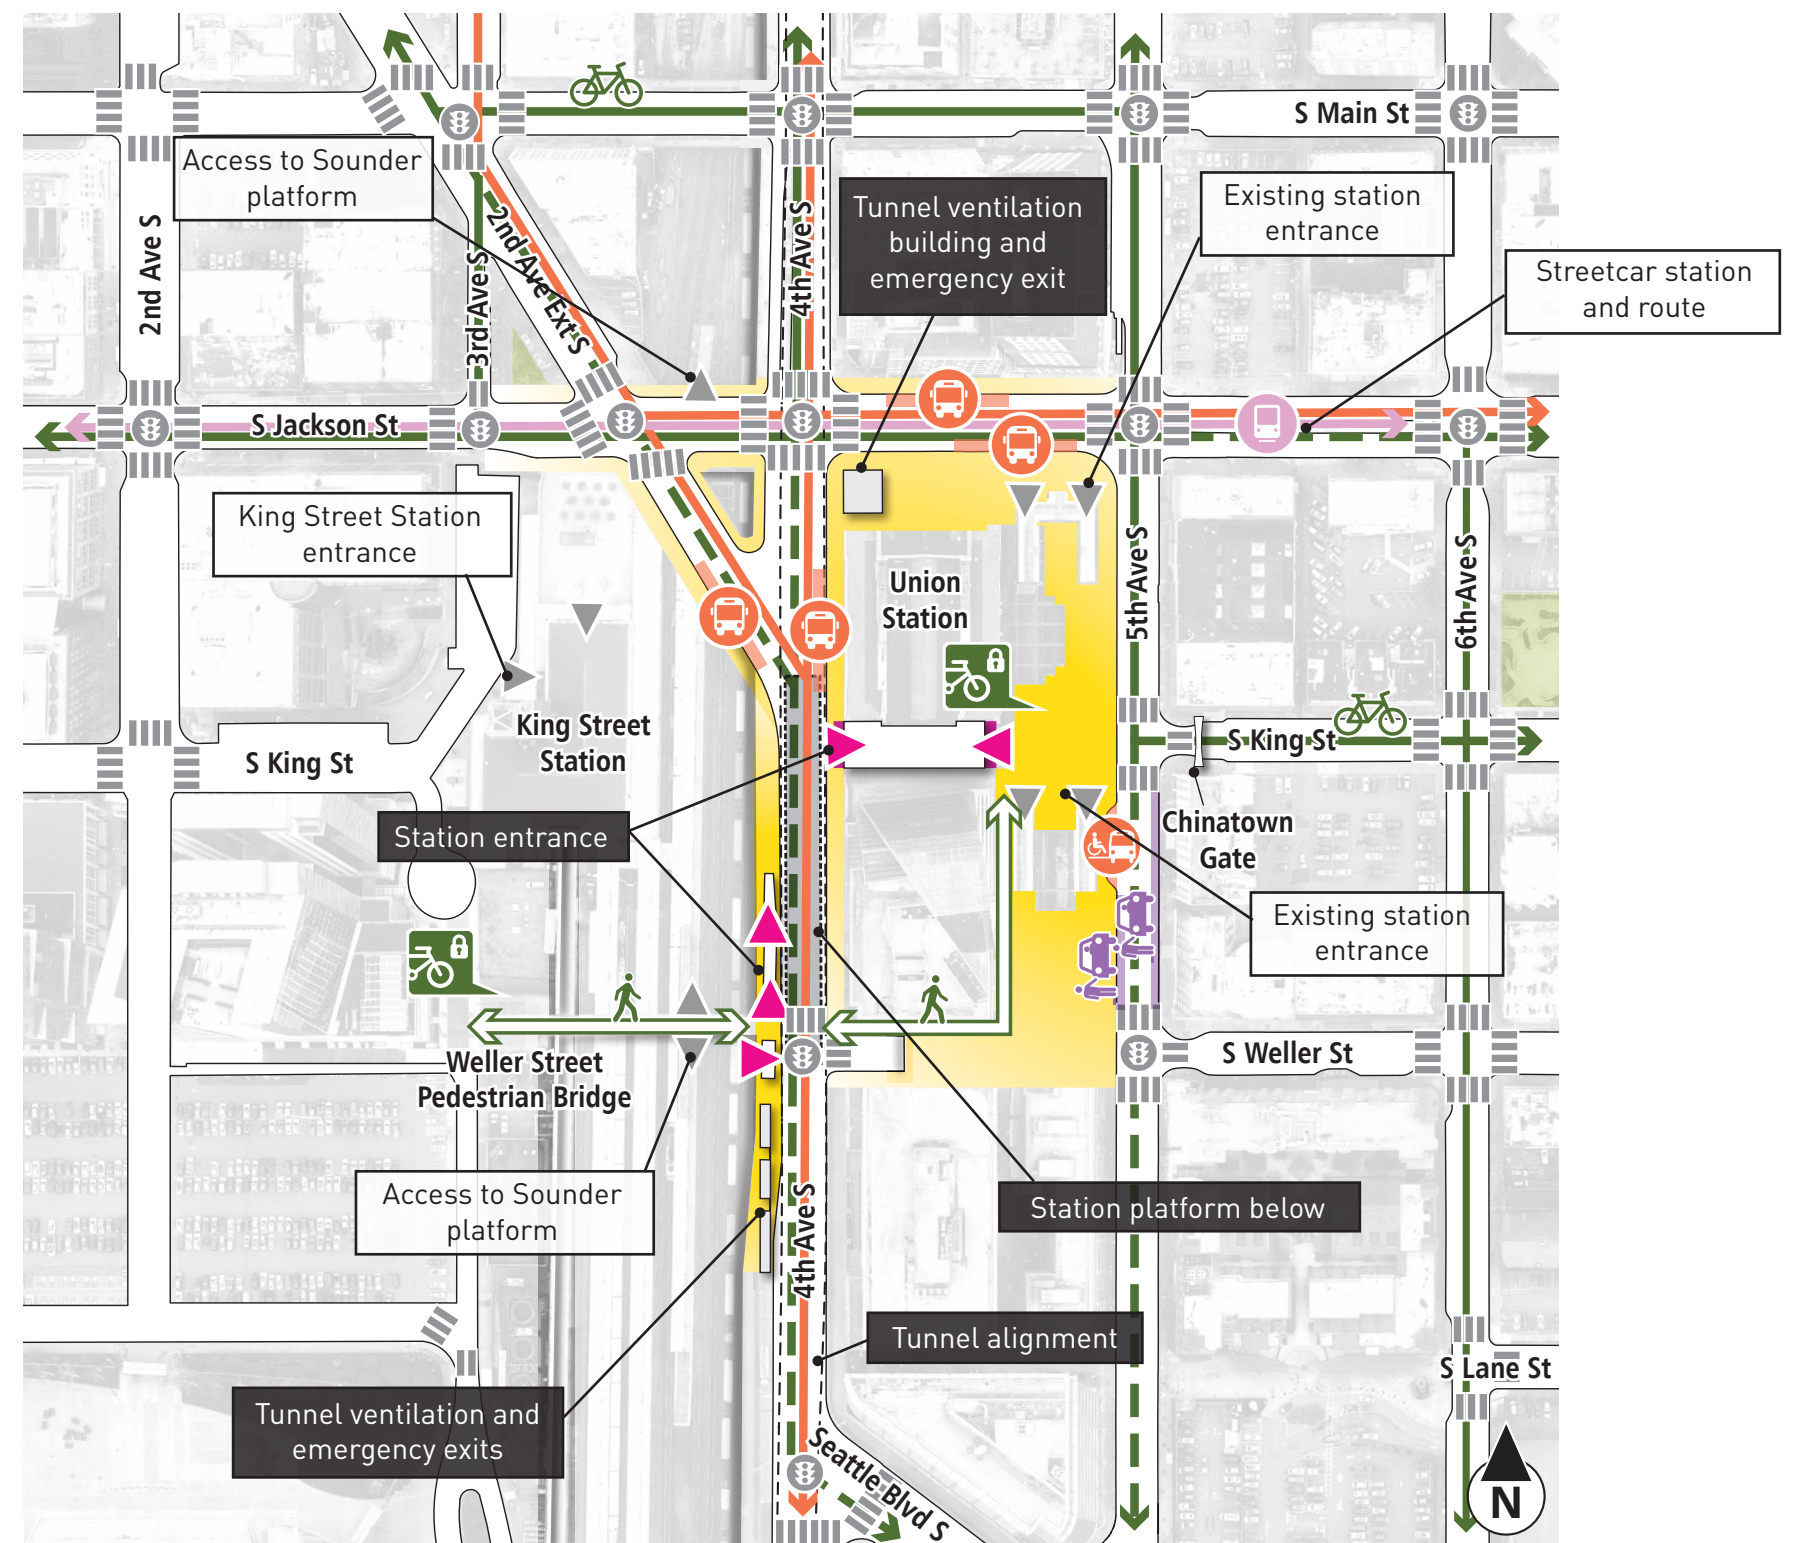 S Main St
Access to Sounder
platform
Tunnel ventilation
building and
emergency exit
Existing station
entrance
Streetcar station
and route
2nd Ave S
3rd Ave S
2nd Ave Ext S
4th Ave S
S Jackson St
King Street Station
entrance
Union
Station
5th Ave S
6th Ave S
King Street
Station
S King St
S King St
Station entrance
Chinatown
Gate
Existing station
entrance
Weller Street
Pedestrian Bridge
S Weller St
Access to Sounder
platform
Station platform below
4th Ave S
Tunnel alignment
S Lane St
Tunnel ventilation and
emergency exits
Seattle Blvd S
N